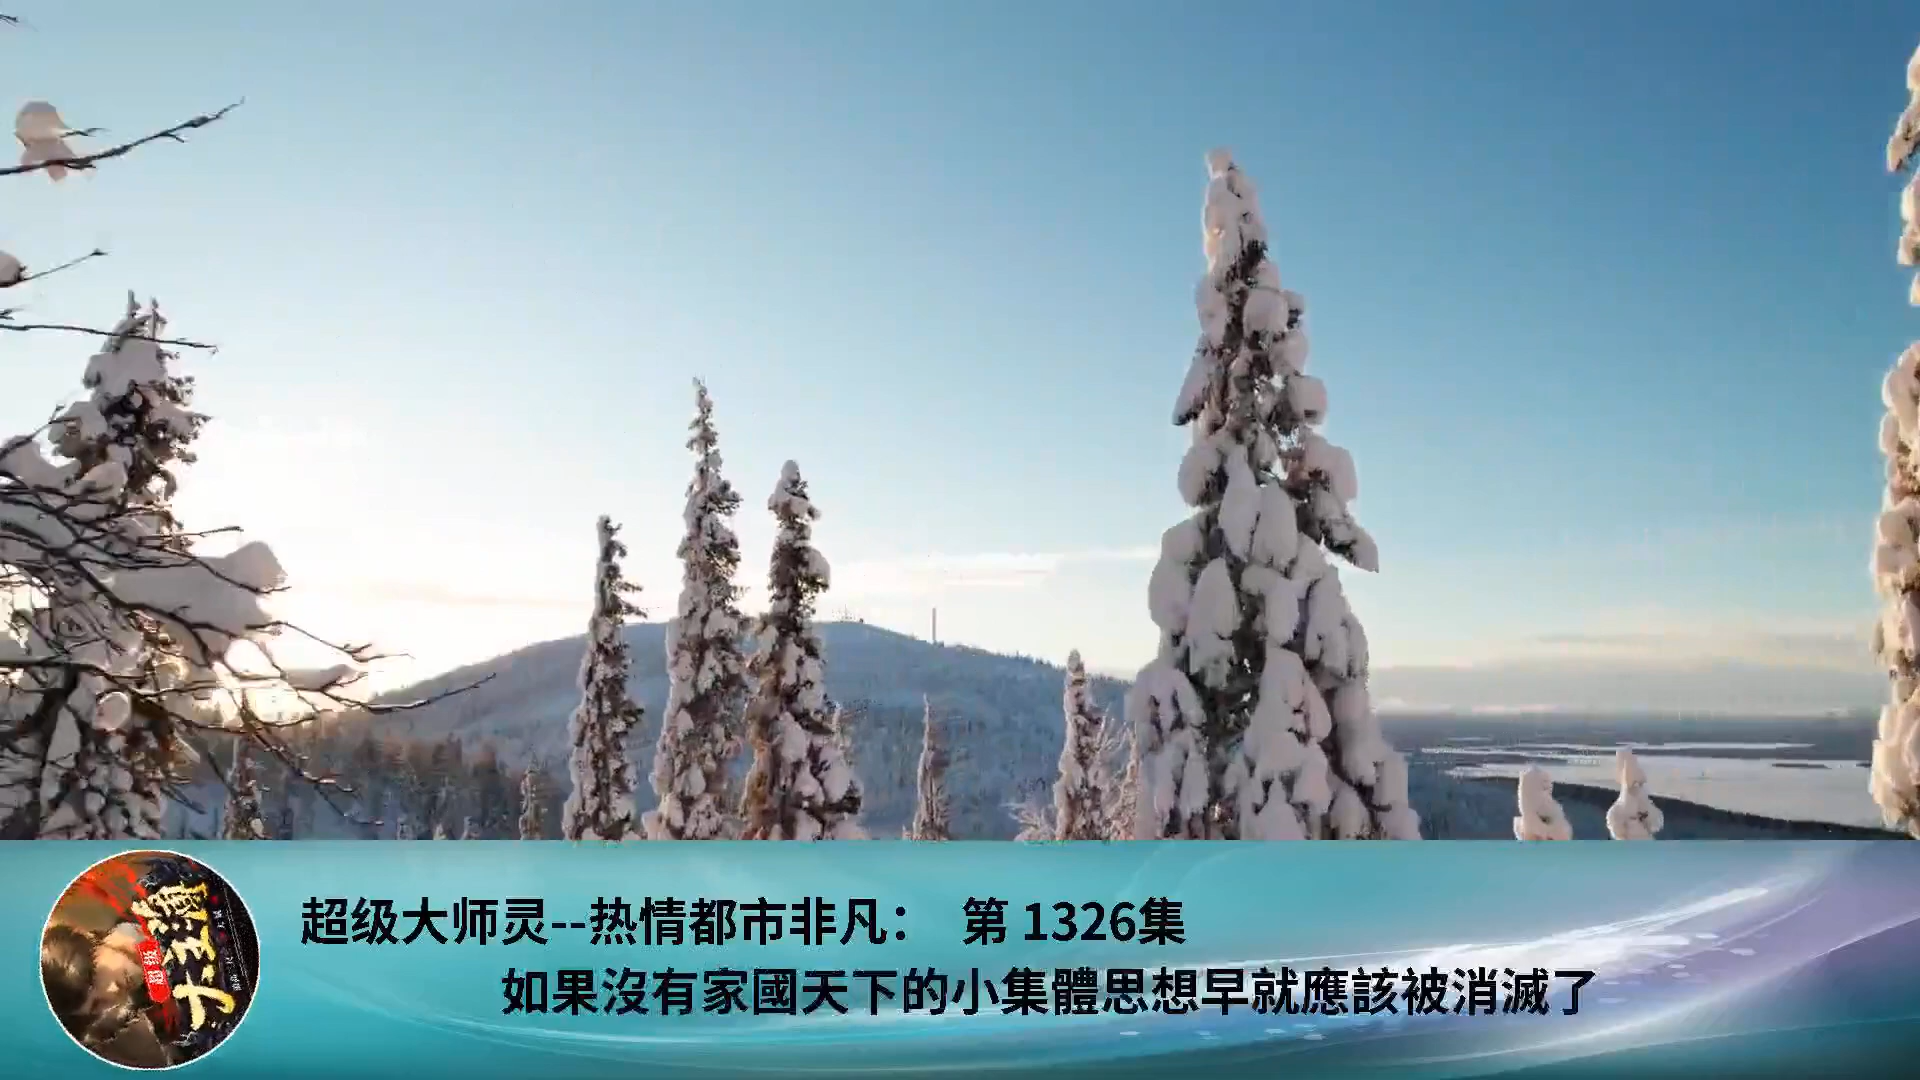 超级大师灵--热情都市非凡： 第 1326集
如果沒有家國天下的小集體思想早就應該被消滅了